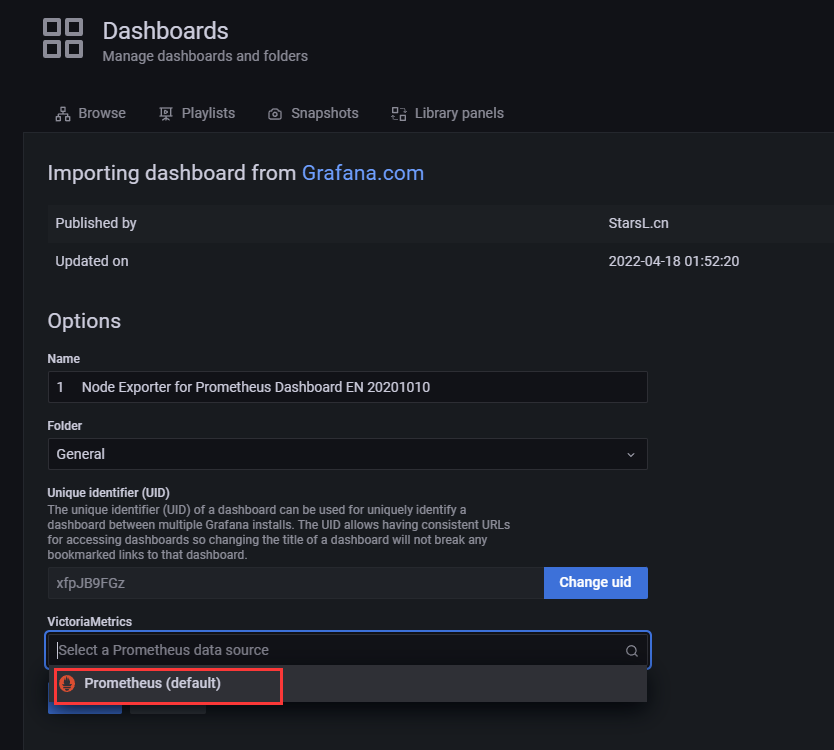 Dashboards
Manage dashboards and folders
Browse
Playlists
Snapshots
Library panels
Importing dashboard from Grafana.com
Published by StarsL.cn
Updated on 2022-04-18 01:52:20
Options
Name
1 Node Exporter for Prometheus Dashboard EN 20201010
Folder
General
Unique identifier (UID)
The unique identifier (UID) of a dashboard can be used for uniquely identify a
dashboard between multiple Grafana installs. The UID allows having consistent URLs
for accessing dashboards so changing the title of a dashboard will not break any
bookmarked links to that dashboard.
xfpJB9FGz
Change uid
VictoriaMetrics
Select a Prometheus data source
Prometheus (default)